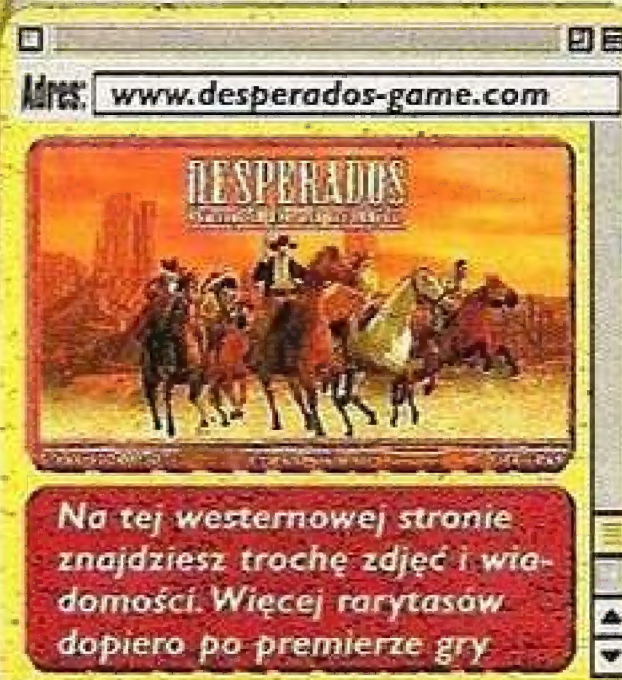 Adres: www.desperados-game.com
DESPERADOS
Na tej westernowej stronie
znajdziesz trochę zdjęć i wia-
domości. Więcej rarytasów
dopiero po premierze gry